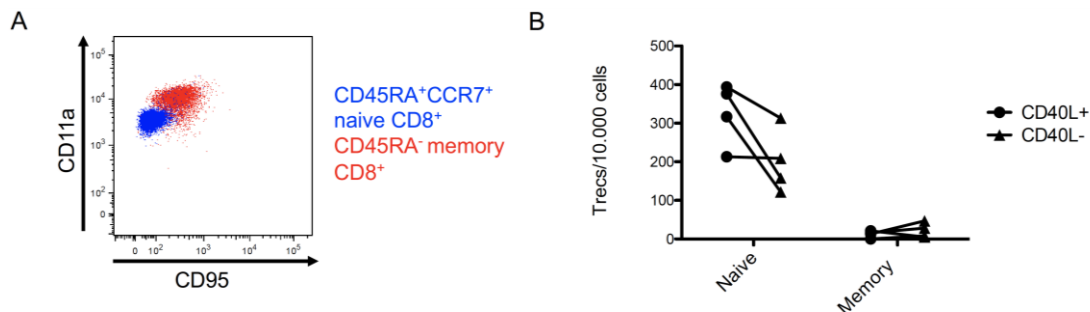 A
CD11a
10⁵
10⁴
10³
10²
0
0 10² 10³ 10⁴ 10⁵
CD95
CD45RA⁺CCR7⁺
naive CD8⁺
CD45RA⁻ memory
CD8⁺
B
Trecs/10.000 cells
500
400
300
200
100
0
Naive
Memory
CD40L+
CD40L-